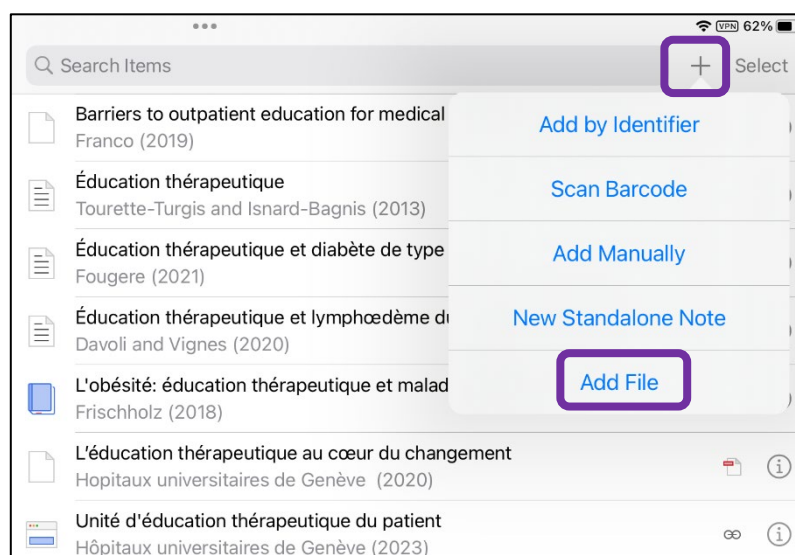 VPN 62%
Search Items
Select
Barriers to outpatient education for medical
Franco (2019)
Éducation thérapeutique
Tourette-Turgis and Isnard-Bagnis (2013)
Éducation thérapeutique et diabète de type
Fougere (2021)
Éducation thérapeutique et lymphœdème du
Davoli and Vignes (2020)
L'obésité: éducation thérapeutique et malad
Frischholz (2018)
L'éducation thérapeutique au cœur du changement
Hopitaux universitaires de Genève (2020)
Unité d'éducation thérapeutique du patient
Hôpitaux universitaires de Genève (2023)
Add by Identifier
Scan Barcode
Add Manually
New Standalone Note
Add File